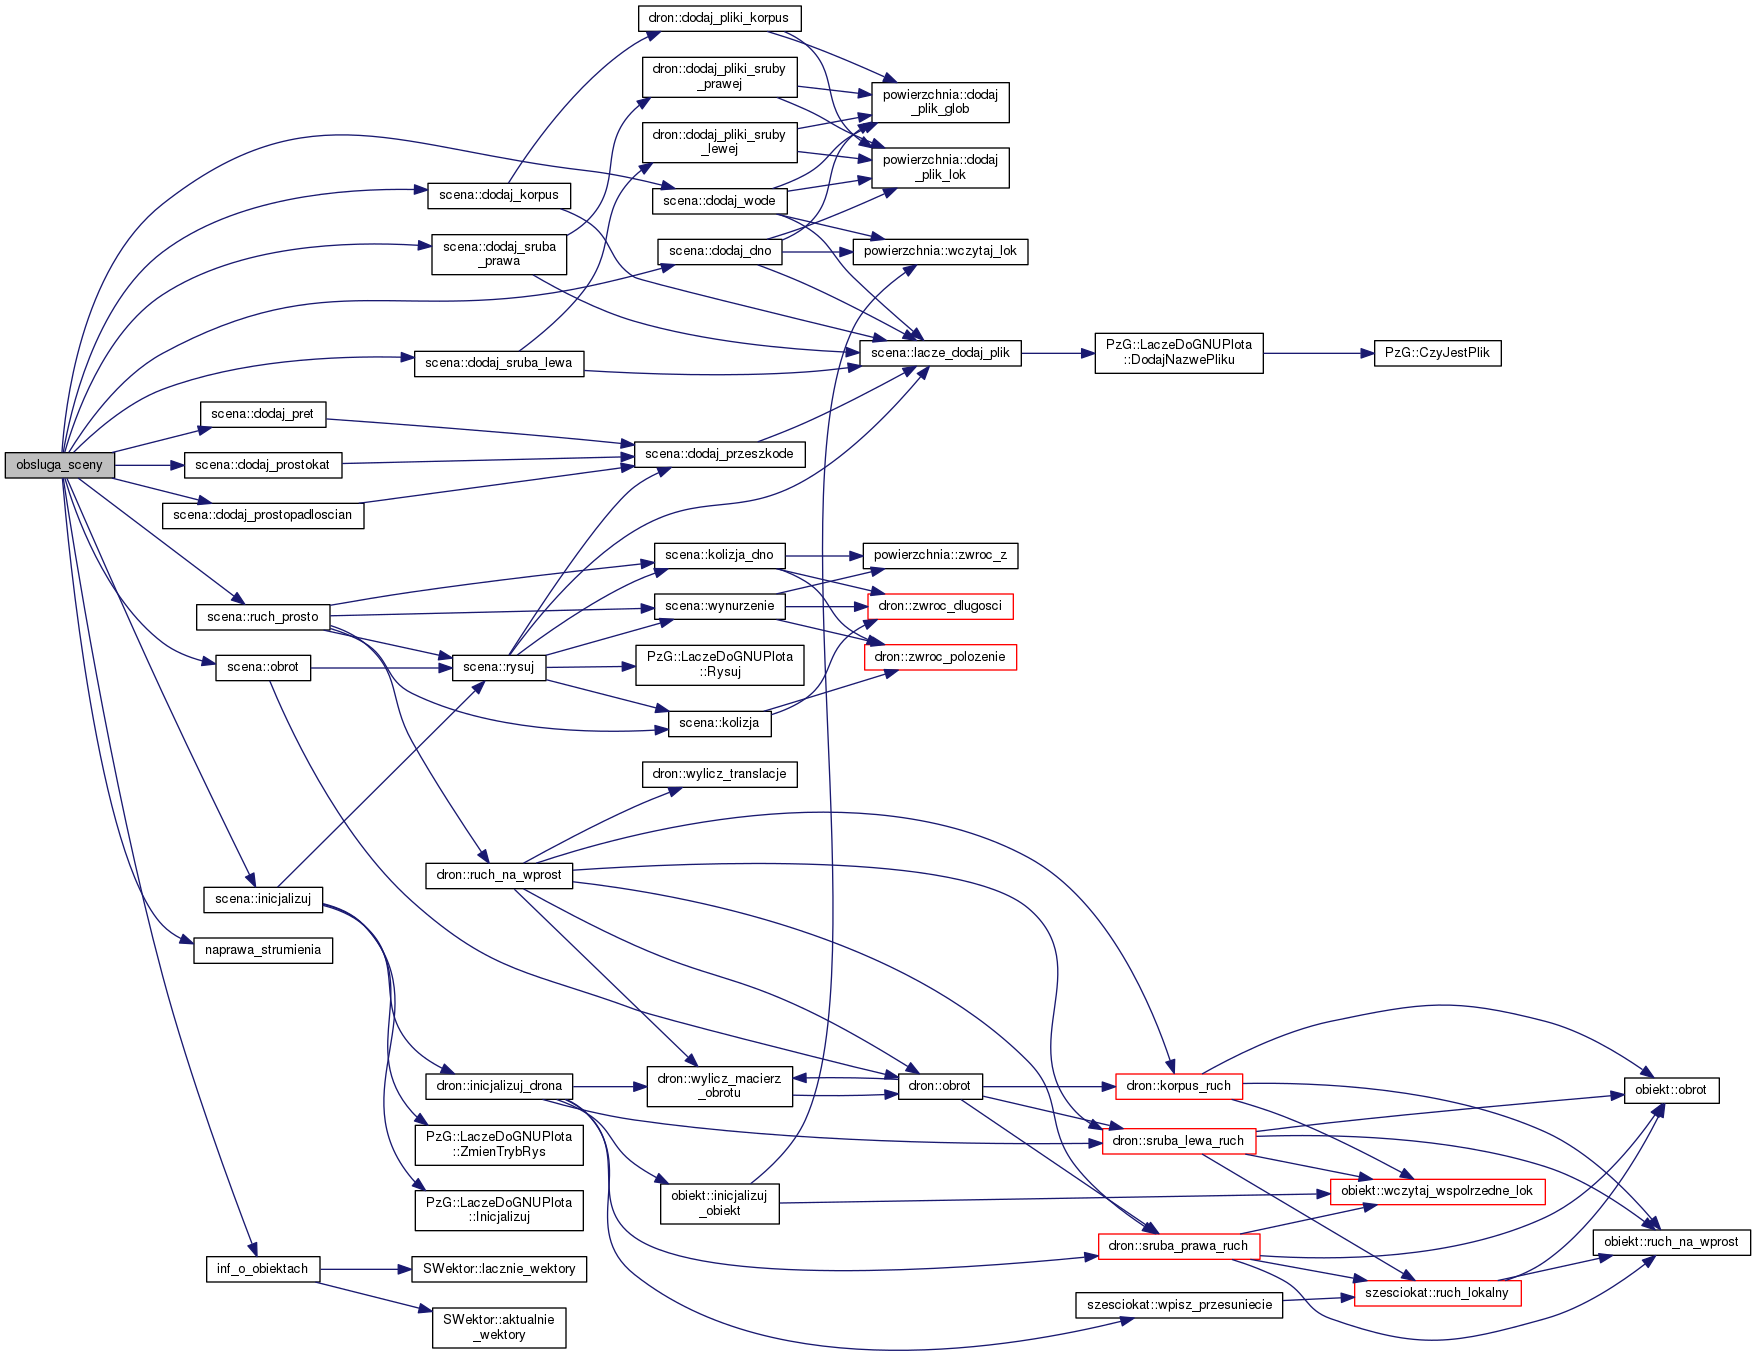 dron::dodaj_pliki_korpus
dron::dodaj_pliki_sruby
_prawej
powierzchnia::dodaj
_plik_glob
dron::dodaj_pliki_sruby
_lewej
powierzchnia::dodaj
_plik_lok
scena::dodaj_korpus
scena::dodaj_wode
scena::dodaj_sruba
_prawa
scena::dodaj_dno
powierzchnia::wczytaj_lok
scena::dodaj_sruba_lewa
scena::lacze_dodaj_plik
PzG::LaczeDoGNUPlota
::DodajNazwePliku
PzG::CzyJestPlik
scena::dodaj_pret
obsluga_sceny
scena::dodaj_prostokat
scena::dodaj_przeszkode
scena::dodaj_prostopadloscian
scena::kolizja_dno
powierzchnia::zwroc_z
scena::ruch_prosto
scena::wynurzenie
dron::zwroc_dlugosci
scena::obrot
scena::rysuj
PzG::LaczeDoGNUPlota
::Rysuj
dron::zwroc_polozenie
scena::kolizja
dron::wylicz_translacje
dron::ruch_na_wprost
scena::inicjalizuj
naprawa_strumienia
dron::inicjalizuj_drona
dron::wylicz_macierz
_obrotu
dron::obrot
dron::korpus_ruch
obiekt::obrot
PzG::LaczeDoGNUPlota
::ZmienTrybRys
dron::sruba_lewa_ruch
PzG::LaczeDoGNUPlota
::Inicjalizuj
obiekt::inicjalizuj
_obiekt
obiekt::wczytaj_wspolrzedne_lok
inf_o_obiektach
SWektor::lacznie_wektory
dron::sruba_prawa_ruch
obiekt::ruch_na_wprost
SWektor::aktualnie
_wektory
szesciokat::wpisz_przesuniecie
szesciokat::ruch_lokalny